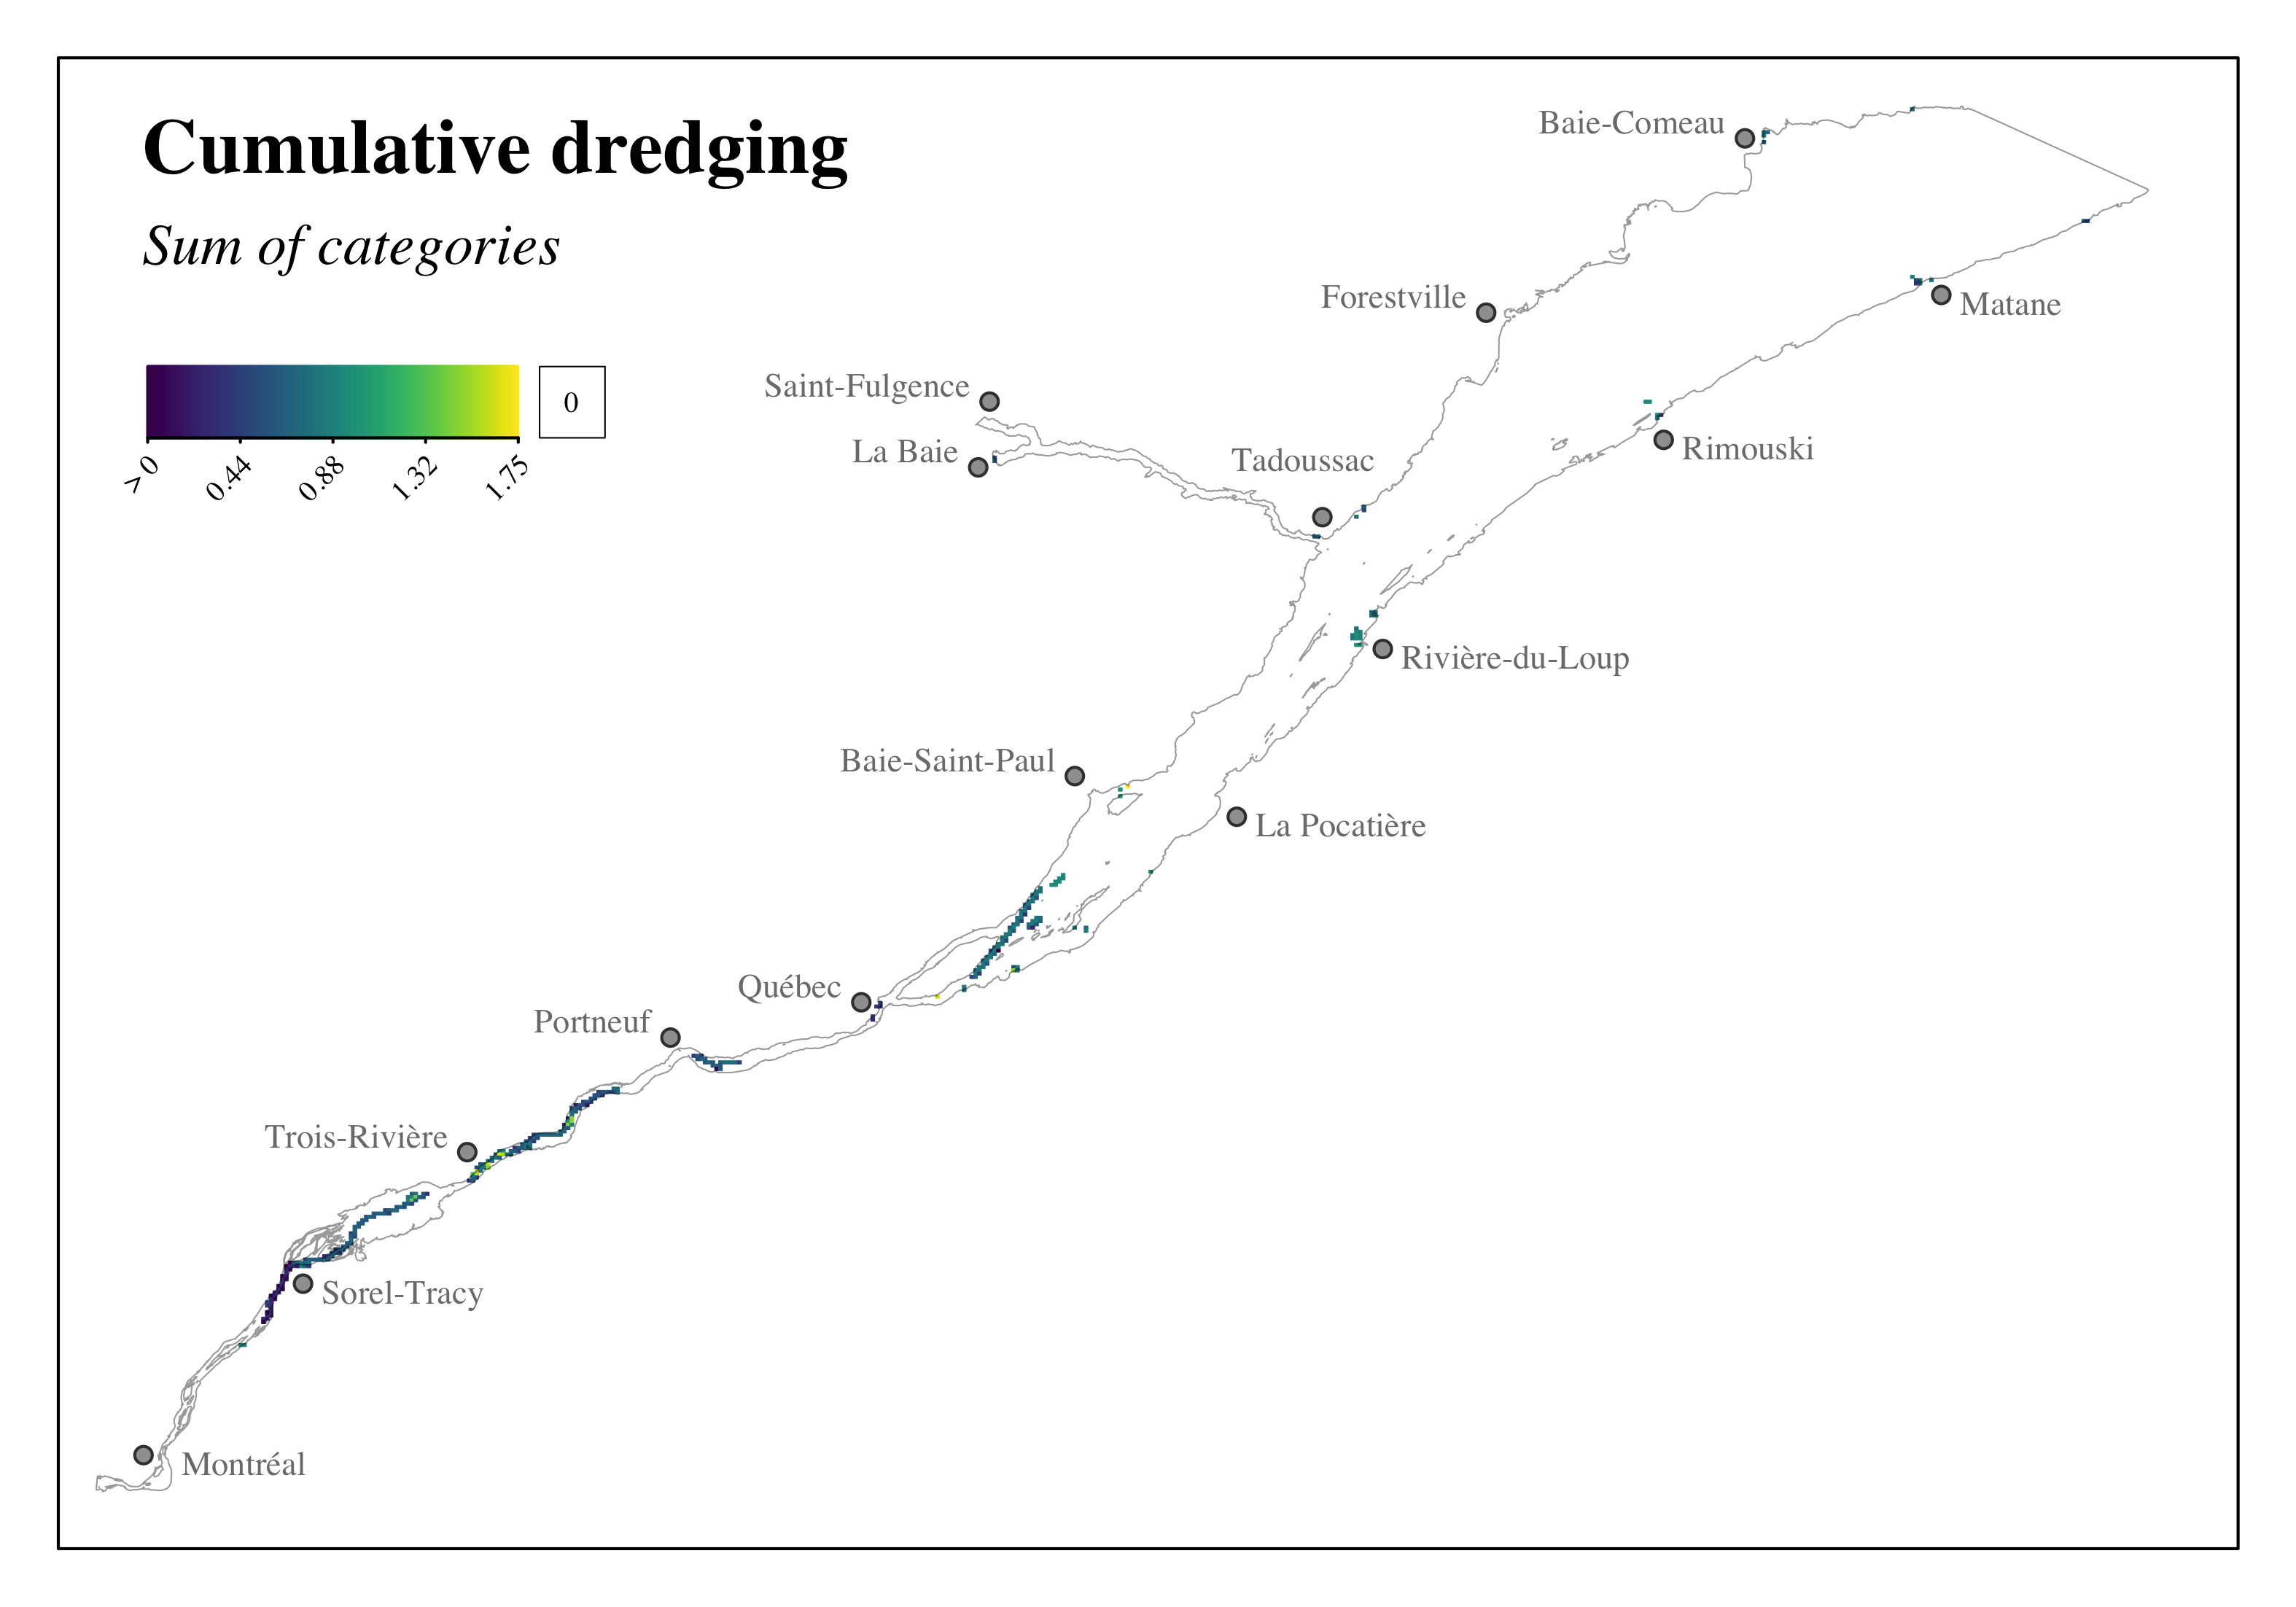 Cumulative dredging
Sum of categories
> 0
0.44
0.88
1.32
1.75
0
Baie-Comeau
Forestville
Matane
Saint-Fulgence
La Baie
Tadoussac
Rimouski
Rivière-du-Loup
Baie-Saint-Paul
La Pocatière
Québec
Portneuf
Trois-Rivière
Sorel-Tracy
Montréal